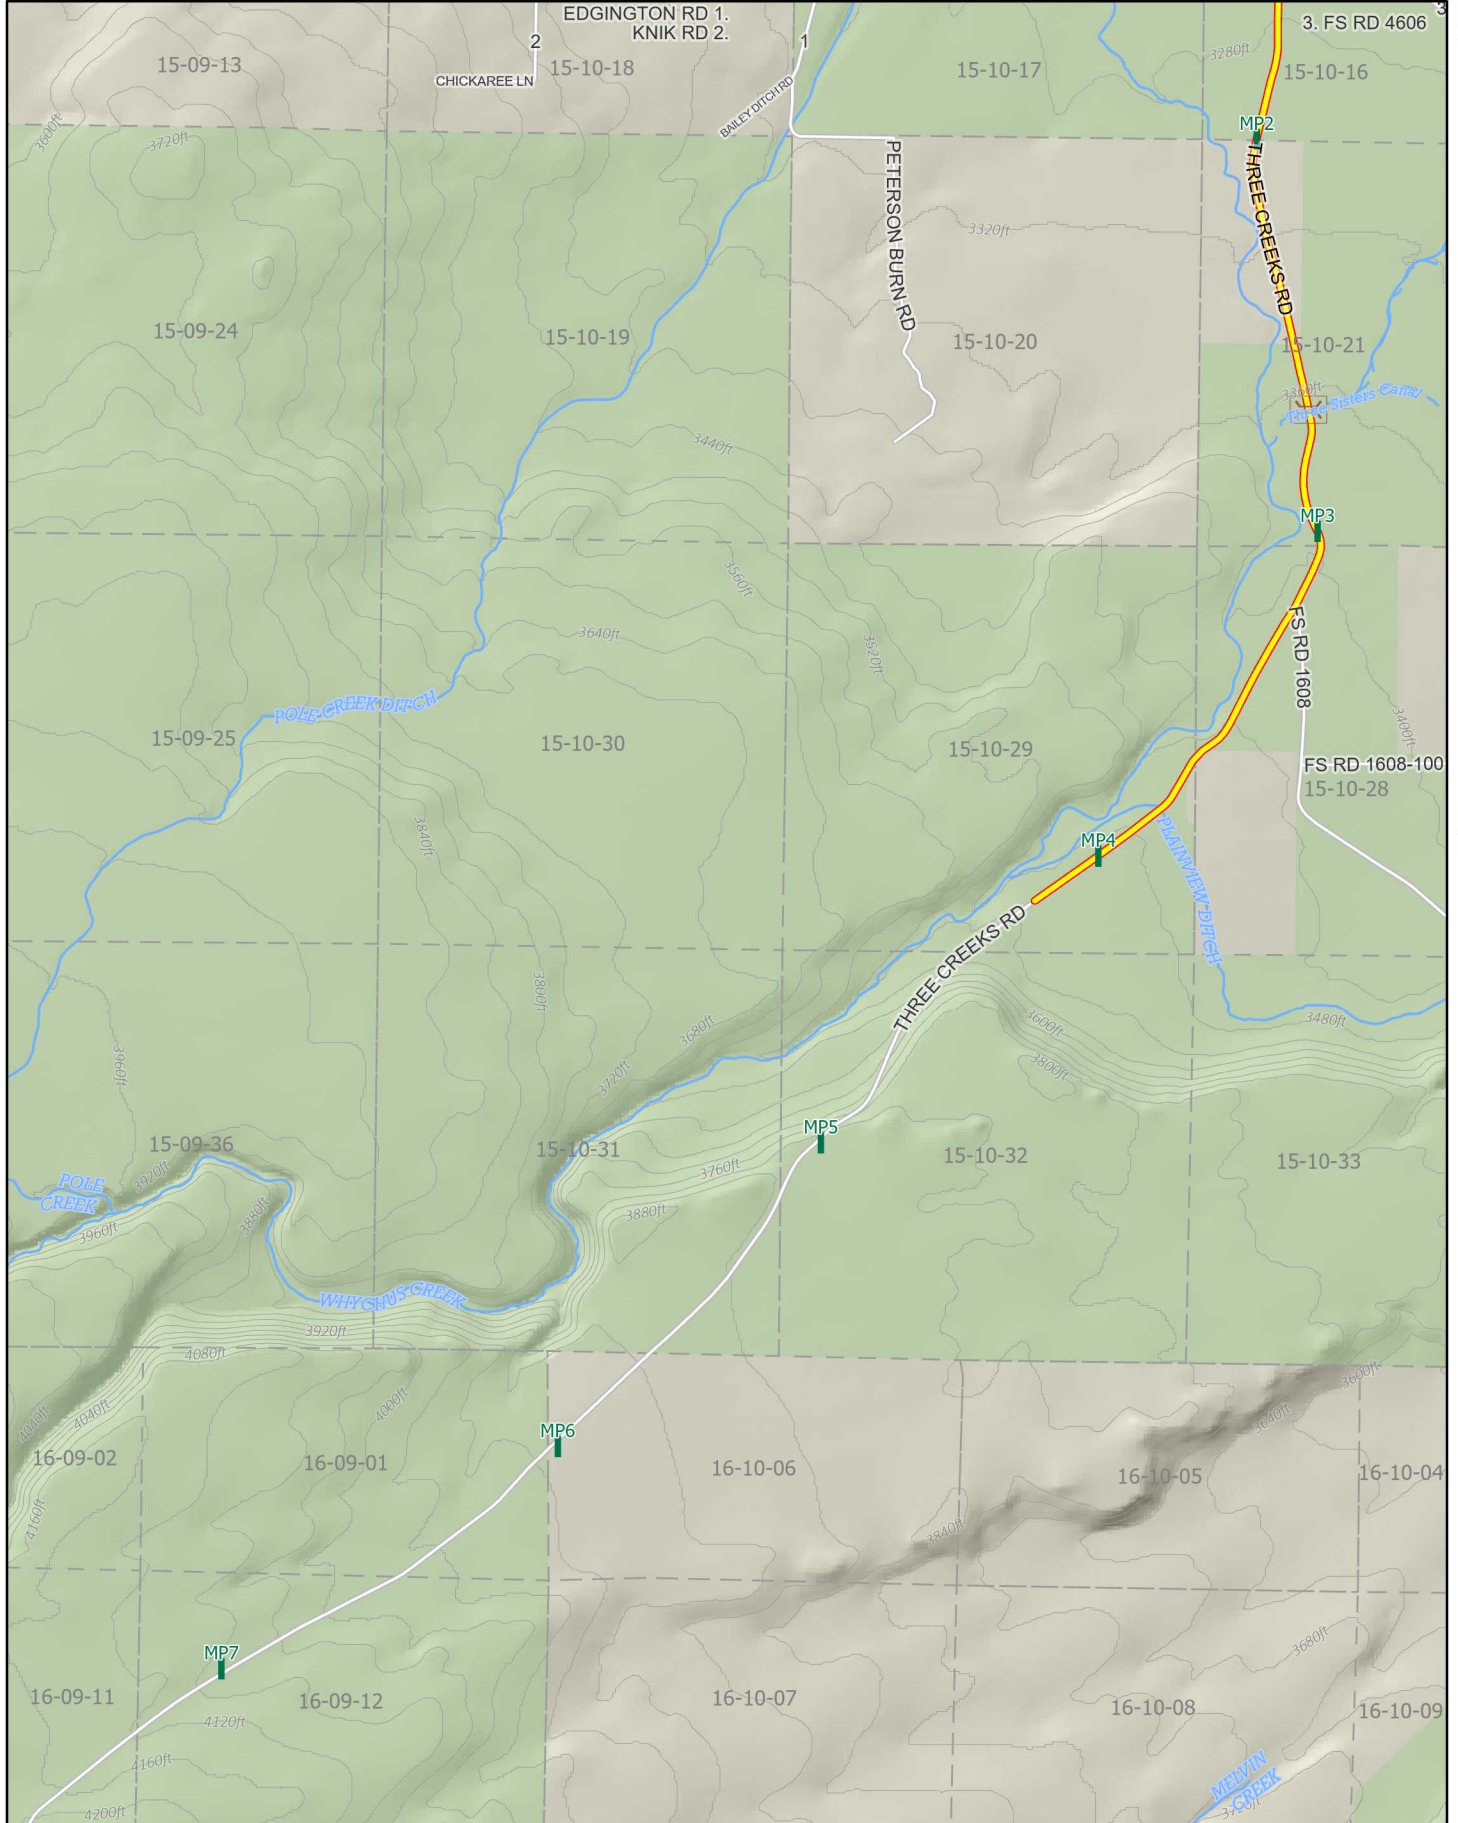 EDGINGTON RD 1.
KNIK RD 2.
3
3. FS RD 4606
2
1
3280ft
15-09-13
15-10-18
15-10-17
15-10-16
CHICKAREE LN
BAILEY DITCH RD
3600ft
3720ft
MP2
PETERSON BURN RD
THREE CREEKS RD
3320ft
15-09-24
15-10-19
15-10-20
15-10-21
3360ft
Three Sisters Canal
3440ft
MP3
3560ft
3640ft
3520ft
FS RD 1608
POLE CREEK DITCH
3400ft
15-09-25
15-10-30
15-10-29
FS RD 1608-100
15-10-28
3840ft
MP4
PLAINVIEW DITCH
THREE CREEKS RD
3800ft
3680ft
3600ft
3480ft
3960ft
3720ft
3800ft
MP5
15-09-36
15-10-31
15-10-32
15-10-33
3920ft
3760ft
POLE
CREEK
3880ft
3880ft
3960ft
WHYCHUS CREEK
3920ft
4080ft
3600ft
4040ft
4040ft
4000ft
3640ft
MP6
16-09-02
16-09-01
16-10-06
16-10-05
16-10-04
4160ft
3840ft
3680ft
MP7
16-09-11
16-09-12
16-10-07
16-10-08
16-10-09
4120ft
4160ft
MELVIN
CREEK
4200ft